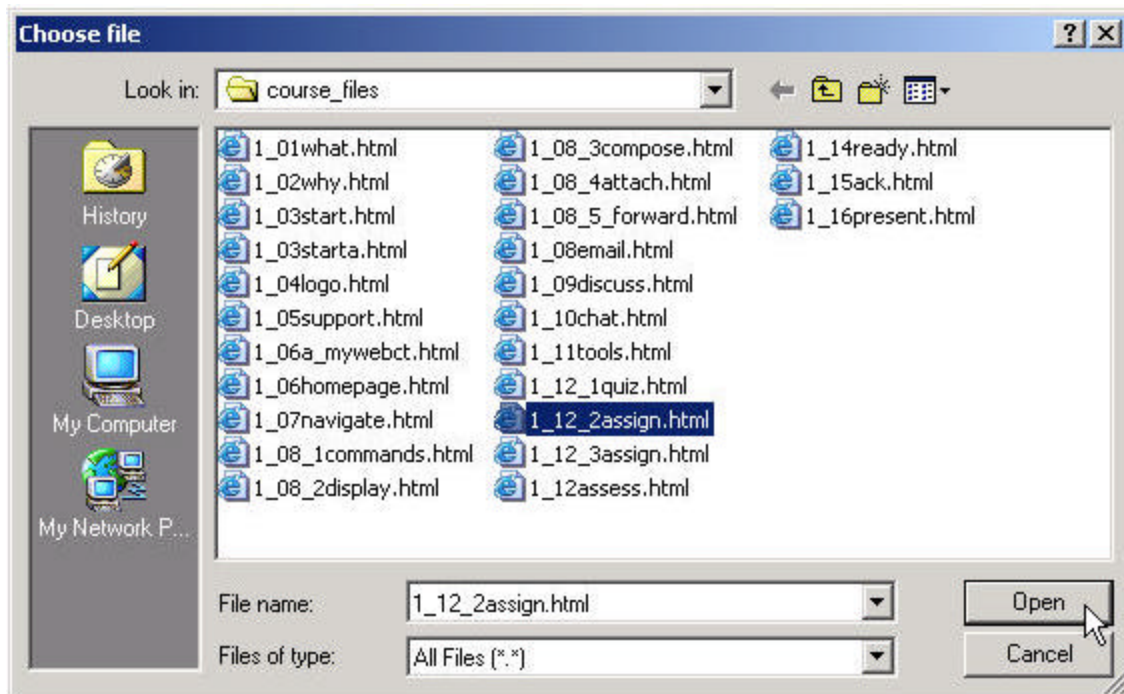 Choose file
Look in:
course_files
History
Desktop
My Computer
My Network P...
1_01what.html
1_02why.html
1_03start.html
1_03starta.html
1_04logo.html
1_05support.html
1_06a_mywebct.html
1_06homepage.html
1_07navigate.html
1_08_1commands.html
1_08_2display.html
1_08_3compose.html
1_08_4attach.html
1_08_5_forward.html
1_08email.html
1_09discuss.html
1_10chat.html
1_11tools.html
1_12_1quiz.html
1_12_2assign.html
1_12_3assign.html
1_12assess.html
1_14ready.html
1_15ack.html
1_16present.html
File name:
1_12_2assign.html
Open
Files of type:
All Files (*.*)
Cancel